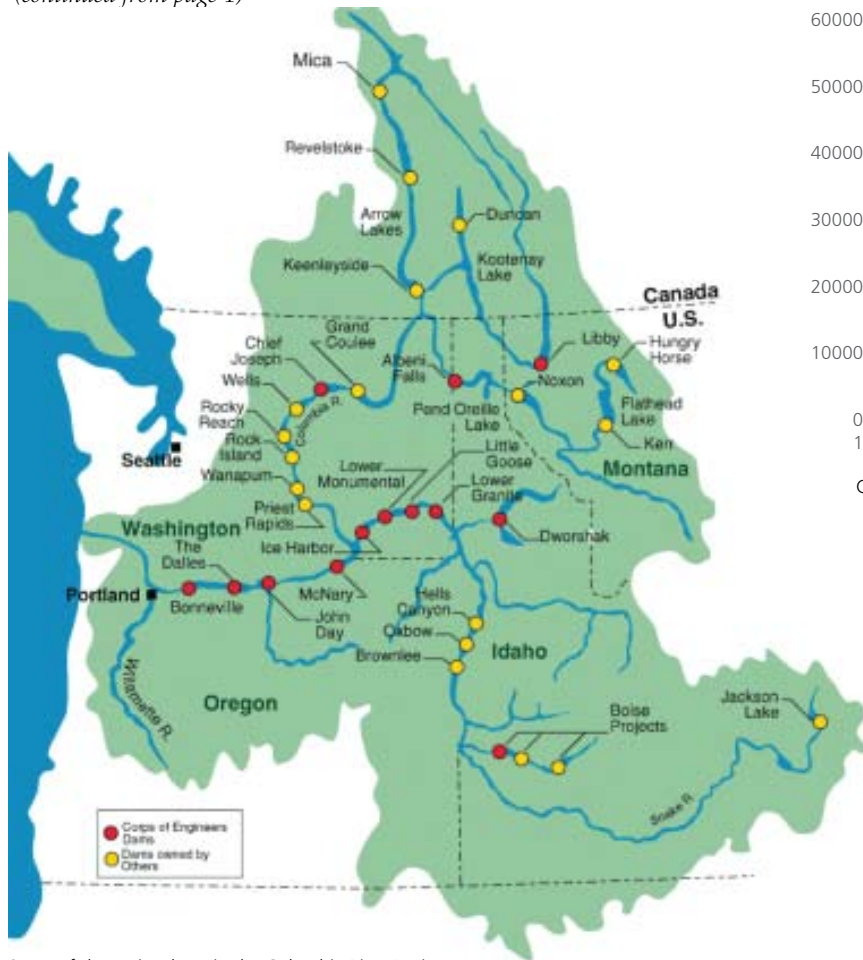 (continued from page 1)
60000
50000
40000
30000
20000
10000
0
1
Mica
Revelstoke
Arrow
Lakes
Duncan
Kootenay
Lake
Keenleyside
Canada
U.S.
Grand
Coulee
Chief
Joseph
Albeni
Falls
Libby
Hungry
Horse
Wells
Noxon
Columbia R.
Rocky
Reach
Pend Oreille
Lake
Flathead
Lake
Rock
Island
Kerr
Seattle
Little
Goose
Wanapum
Lower
Monumental
Lower
Granite
Montana
Priest
Rapids
Washington
Ice Harbor
Dworshak
The
Dalles
Portland
Bonneville
McNary
John
Day
Hells
Canyon
Oxbow
Brownlee
Idaho
Willamette R.
Oregon
Boise
Projects
Jackson
Lake
Snake R.
Corps of Engineers
Dams
Dams owned by
Others